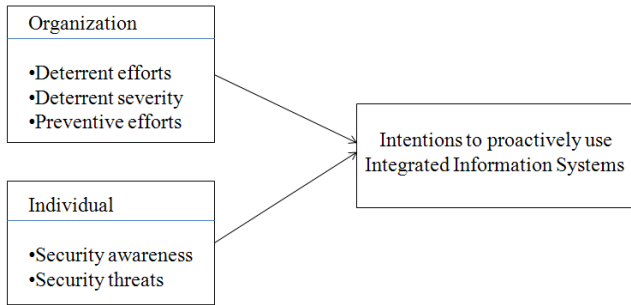 Organization
•Deterrent efforts
•Deterrent severity
•Preventive efforts
Intentions to proactively use
Integrated Information Systems
Individual
•Security awareness
•Security threats